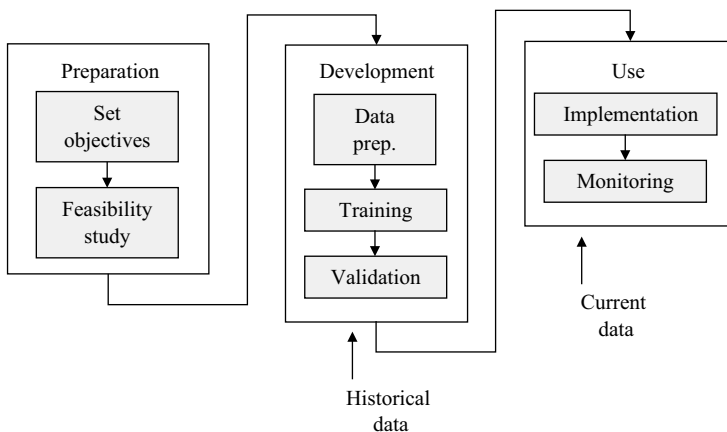 Preparation
Set
objectives
Feasibility
study
Development
Data
prep.
Training
Validation
Historical
data
Use
Implementation
Monitoring
Current
data